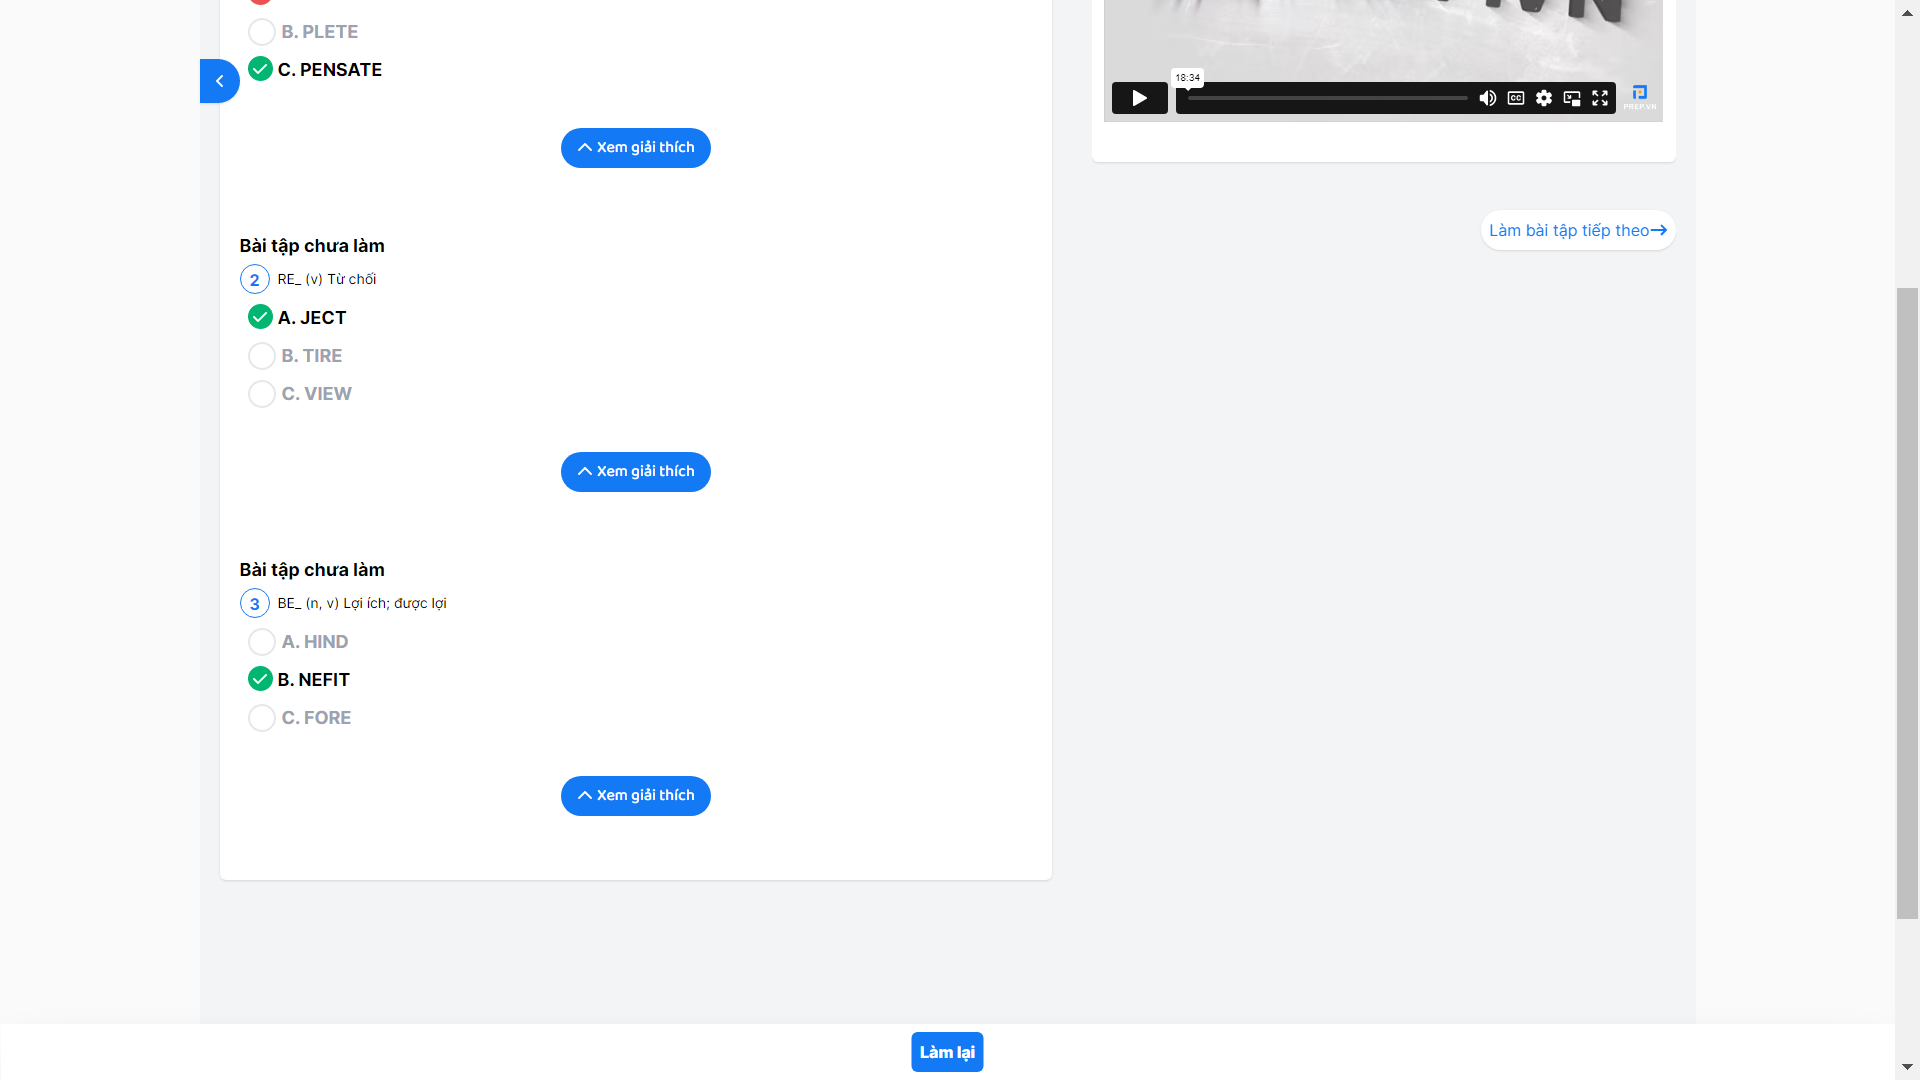 B. PLETE
C. PENSATE
Xem giải thích
Bài tập chưa làm
2 RE_ (v) Từ chối
A. JECT
B. TIRE
C. VIEW
Xem giải thích
Bài tập chưa làm
3 BE_ (n, v) Lợi ích; được lợi
A. HIND
B. NEFIT
C. FORE
Xem giải thích
18:34
CC
PREP.VN
Làm bài tập tiếp theo→
Làm lại